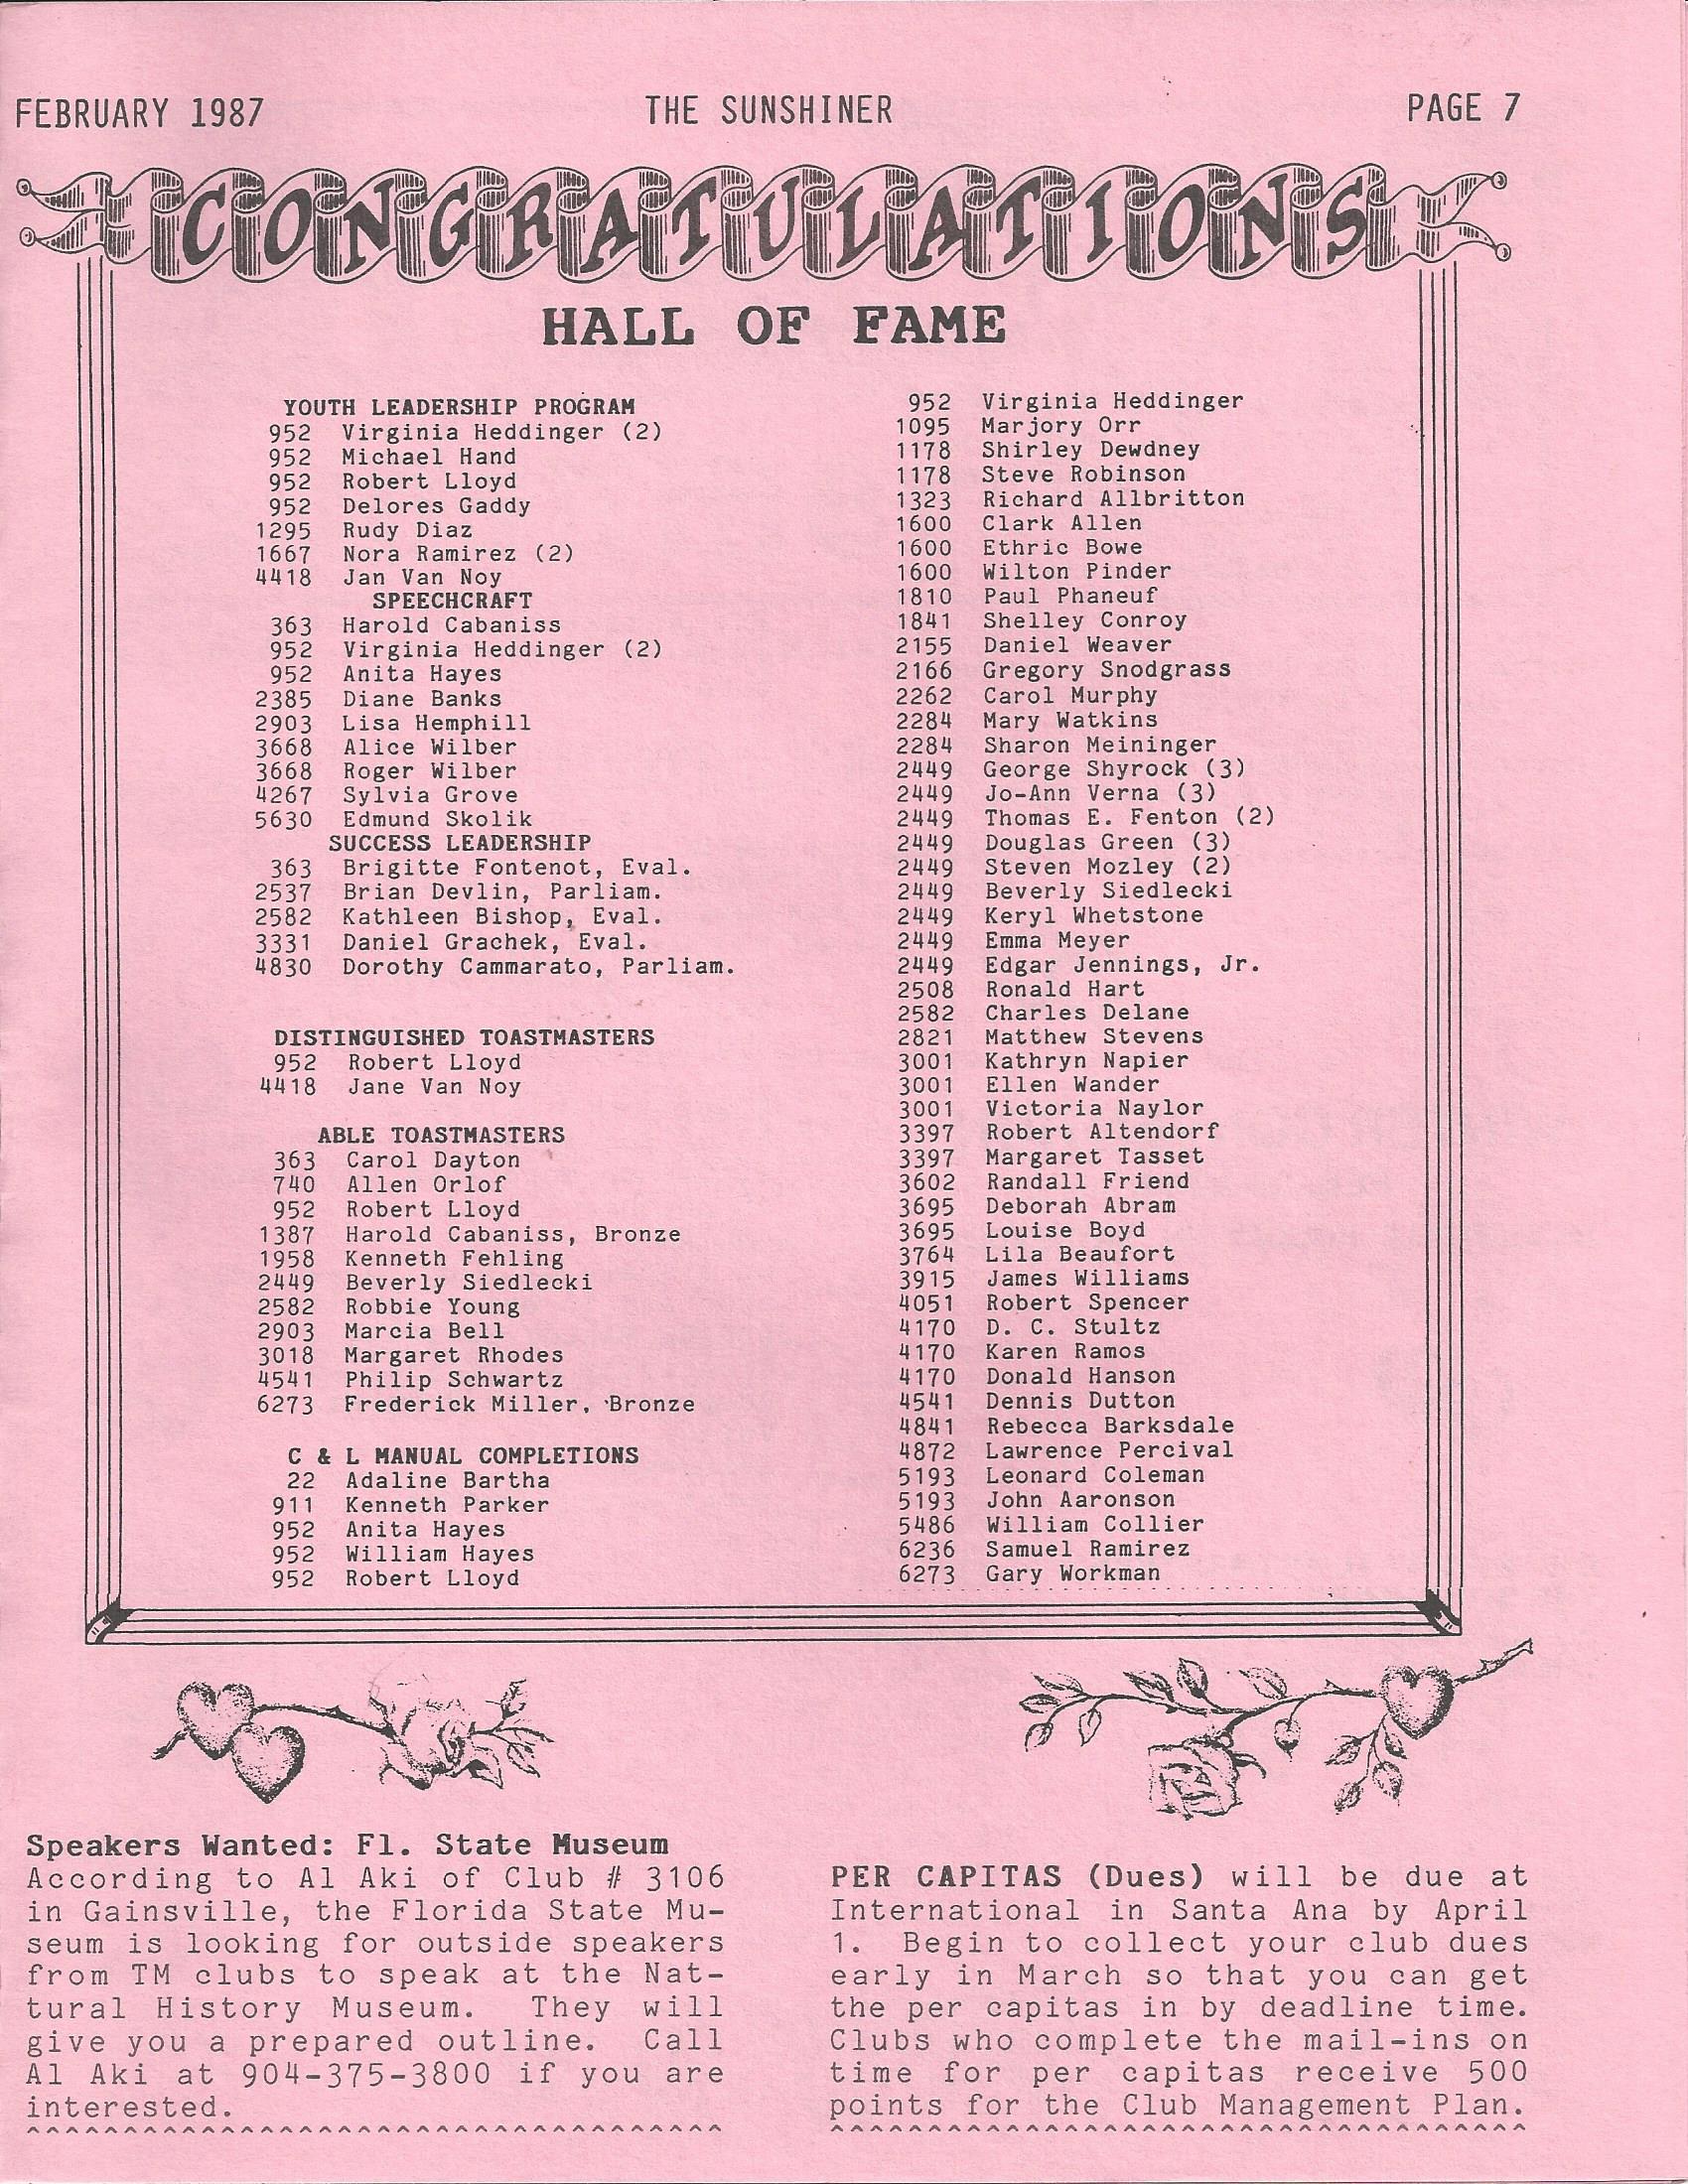 FEBRUARY 1987 THE SUNSHINER PAGE 7
CONGRATULATIONS
HALL OF FAME
YOUTH LEADERSHIP PROGRAM
952 Virginia Heddinger (2)
952 Michael Hand
952 Robert Lloyd
952 Delores Gaddy
1295 Rudy Diaz
1667 Nora Ramirez (2)
4418 Jan Van Noy
SPEECHCRAFT
363 Harold Cabaniss
952 Virginia Heddinger (2)
952 Anita Hayes
2385 Diane Banks
2903 Lisa Hemphill
3668 Alice Wilber
3668 Roger Wilber
4267 Sylvia Grove
5630 Edmund Skolik
SUCCESS LEADERSHIP
363 Brigitte Fontenot, Eval.
2537 Brian Devlin, Parliam.
2582 Kathleen Bishop, Eval.
3331 Daniel Grachek, Eval.
4830 Dorothy Cammarato, Parliam.
DISTINGUISHED TOASTMASTERS
952 Robert Lloyd
4418 Jane Van Noy
ABLE TOASTMASTERS
363 Carol Dayton
740 Allen Orlof
952 Robert Lloyd
1387 Harold Cabaniss, Bronze
1958 Kenneth Fehling
2449 Beverly Siedlecki
2582 Robbie Young
2903 Marcia Bell
3018 Margaret Rhodes
4541 Philip Schwartz
6273 Frederick Miller, Bronze
C & L MANUAL COMPLETIONS
22 Adaline Bartha
911 Kenneth Parker
952 Anita Hayes
952 William Hayes
952 Robert Lloyd
952 Virginia Heddinger
1095 Marjory Orr
1178 Shirley Dewdney
1178 Steve Robinson
1323 Richard Allbritton
1600 Clark Allen
1600 Ethric Bowe
1600 Wilton Pinder
1810 Paul Phaneuf
1841 Shelley Conroy
2155 Daniel Weaver
2166 Gregory Snodgrass
2262 Carol Murphy
2284 Mary Watkins
2284 Sharon Meininger
2449 George Shyrock (3)
2449 Jo-Ann Verna (3)
2449 Thomas E. Fenton (2)
2449 Douglas Green (3)
2449 Steven Mozley (2)
2449 Beverly Siedlecki
2449 Keryl Whetstone
2449 Emma Meyer
2449 Edgar Jennings, Jr.
2508 Ronald Hart
2582 Charles Delane
2821 Matthew Stevens
3001 Kathryn Napier
3001 Ellen Wander
3001 Victoria Naylor
3397 Robert Altendorf
3397 Margaret Tasset
3602 Randall Friend
3695 Deborah Abram
3695 Louise Boyd
3764 Lila Beaufort
3915 James Williams
4051 Robert Spencer
4170 D. C. Stultz
4170 Karen Ramos
4170 Donald Hanson
4541 Dennis Dutton
4841 Rebecca Barksdale
4872 Lawrence Percival
5193 Leonard Coleman
5193 John Aaronson
5486 William Collier
6236 Samuel Ramirez
6273 Gary Workman
Speakers Wanted: Fl. State Museum
According to Al Aki of Club # 3106
in Gainsville, the Florida State Mu-
seum is looking for outside speakers
from TM clubs to speak at the Nat-
tural History Museum. They will
give you a prepared outline. Call
Al Aki at 904-375-3800 if you are
interested.
^^^^^^^^^^^^^^^^^^^^^^^^^^^^^^^^^^^^
PER CAPITAS (Dues) will be due at
International in Santa Ana by April
1. Begin to collect your club dues
early in March so that you can get
the per capitas in by deadline time.
Clubs who complete the mail-ins on
time for per capitas receive 500
points for the Club Management Plan.
^^^^^^^^^^^^^^^^^^^^^^^^^^^^^^^^^^^^